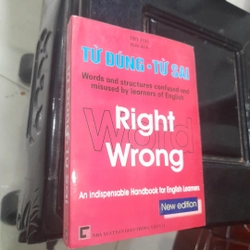 TỪ ĐÚNG - TỪ SAI
Words and structures confused and
misused by learners of English
Right
Word
Wrong
An Indispensable Handbook for English Learners
New edition